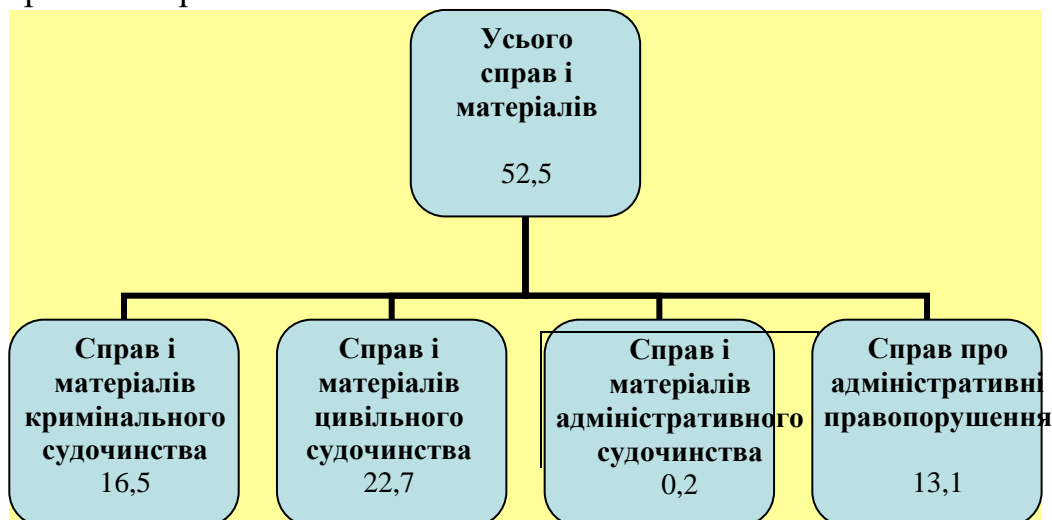 Усього
справ і
матеріалів
52,5
Справ і
матеріалів
кримінального
судочинства
16,5
Справ і
матеріалів
цивільного
судочинства
22,7
Справ і
матеріалів
адміністративного
судочинства
0,2
Справ про
адміністративні
правопорушення
13,1